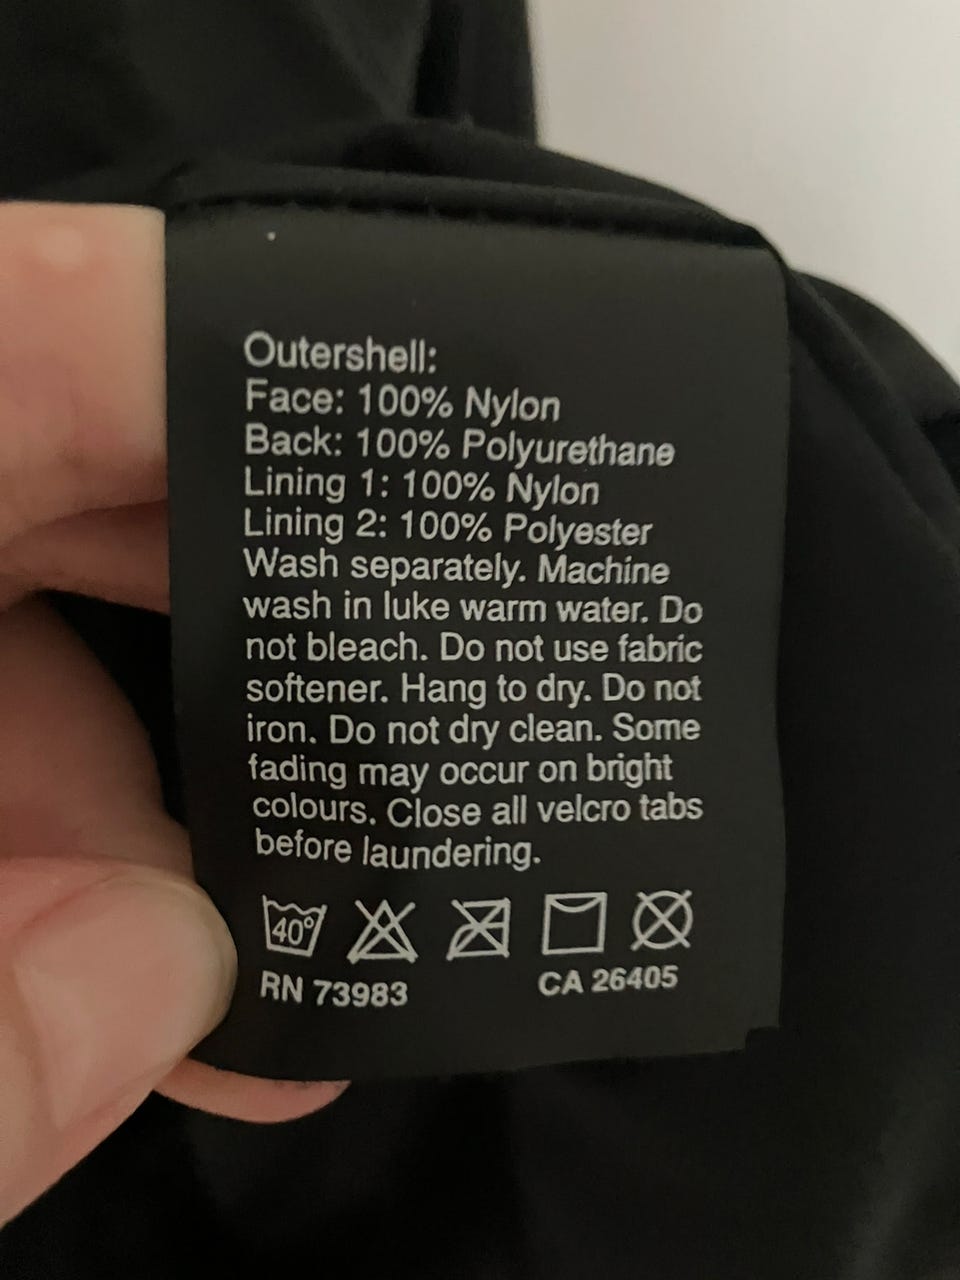 Outershell:
Face: 100% Nylon
Back: 100% Polyurethane
Lining 1: 100% Nylon
Lining 2: 100% Polyester
Wash separately. Machine
wash in luke warm water. Do
not bleach. Do not use fabric
softener. Hang to dry. Do not
iron. Do not dry clean. Some
fading may occur on bright
colours. Close all velcro tabs
before laundering.
40°
RN 73983 CA 26405